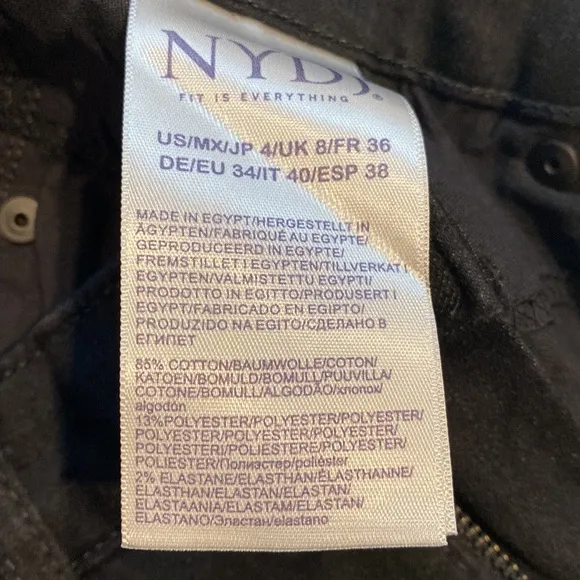 NYDJ
FIT IS EVERYTHING ®
US/MX/JP 4/UK 8/FR 36
DE/EU 34/IT 40/ESP 38
MADE IN EGYPT/HERGESTELLT IN
ÄGYPTEN/FABRIQUÉ AU EGYPTE/
GEPRODUCEERD IN EGYPTE/
FREMSTILLET I EGYPTEN/TILLVERKAT I
EGYPTEN/VALMISTETTU EGYPTI/
PRODOTTO IN EGITTO/PRODUSERT I
EGYPT/FABRICADO EN EGIPTO/
PRODUZIDO NA EGITO/СДЕЛАНО В
ЕГИПЕТ
85% COTTON/BAUMWOLLE/COTON/
KATOEN/BOMULD/BOMULL/PUUVILLA/
COTONE/BOMULL/ALGODÃO/хлопок/
algodón
13%POLYESTER/POLYESTER/POLYESTER/
POLYESTER/POLYESTER/POLYESTER/
POLYESTERI/POLIESTERE/POLYESTER/
POLIESTER/Полиэстер/poliéster
2% ELASTANE/ELASTHAN/ÉLASTHANNE/
ELASTHAN/ELASTAN/ELASTAN/
ELASTAANIA/ELASTAM/ELASTAN/
ELASTANO/Эластан/elastano